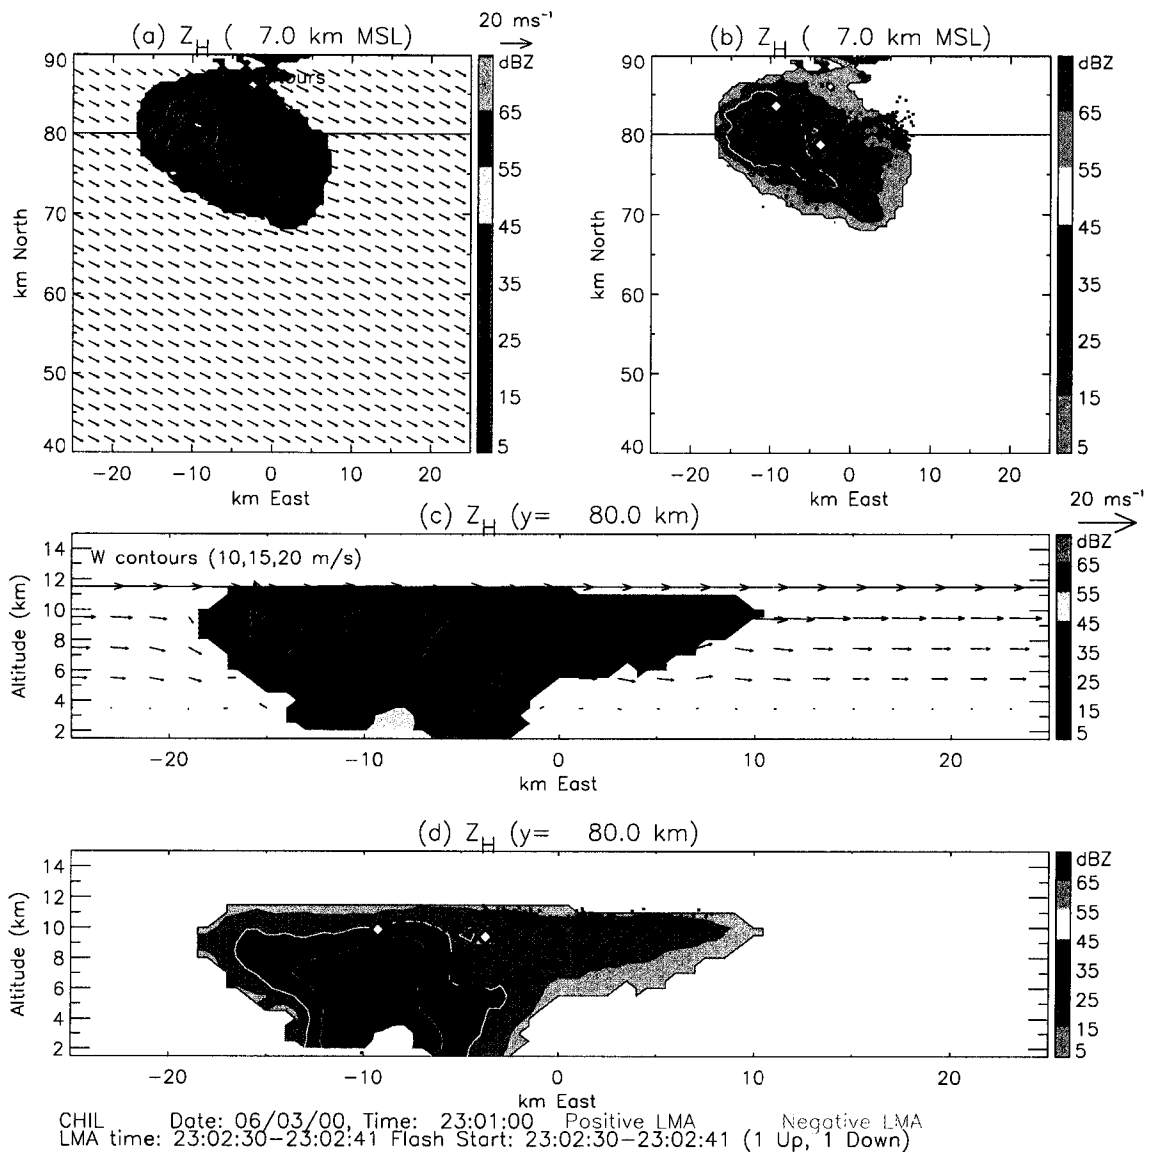 20 ms⁻¹
(a) Z_H ( 7.0 km MSL)
(b) Z_H ( 7.0 km MSL)
90
80
70
60
50
40
km North
ours
dBZ
65
55
45
35
25
15
5
-20 -10 0 10 20
km East
90
80
70
60
50
40
km North
dBZ
65
55
45
35
25
15
5
-20 -10 0 10 20
km East
20 ms⁻¹
(c) Z_H (y= 80.0 km)
W contours (10,15,20 m/s)
14
12
10
8
6
4
2
Altitude (km)
dBZ
65
55
45
35
25
15
5
-20 -10 0 10 20
km East
(d) Z_H (y= 80.0 km)
14
12
10
8
6
4
2
Altitude (km)
dBZ
65
55
45
35
25
15
5
-20 -10 0 10 20
km East
CHIL Date: 06/03/00, Time: 23:01:00 Positive LMA Negative LMA
LMA time: 23:02:30-23:02:41 Flash Start: 23:02:30-23:02:41 (1 Up, 1 Down)